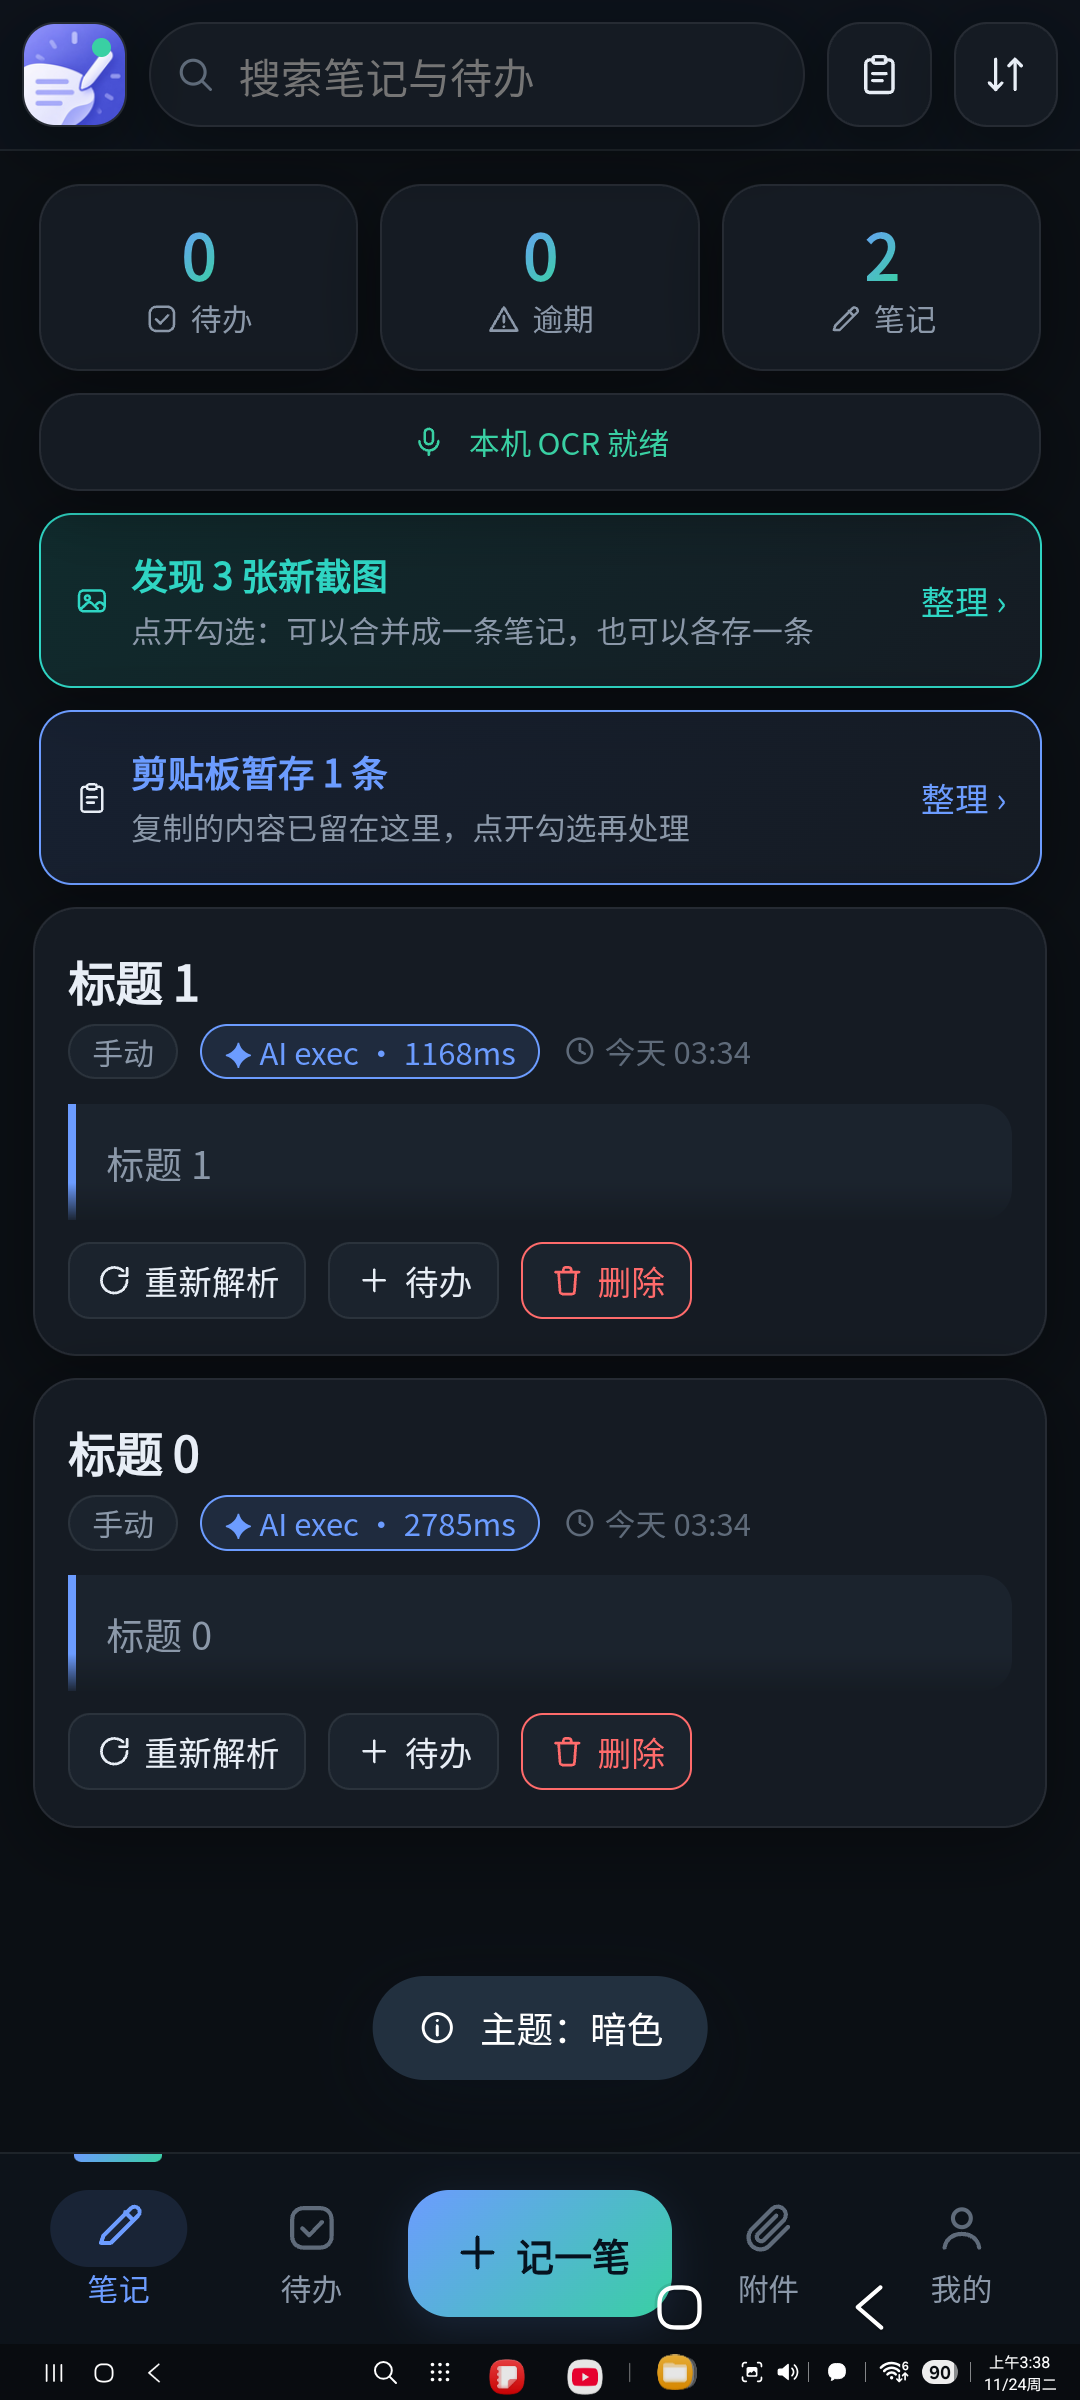 搜索笔记与待办
0
待办
0
逾期
2
笔记
本机 OCR 就绪
发现 3 张新截图
点开勾选：可以合并成一条笔记，也可以各存一条
整理 ›
剪贴板暂存 1 条
复制的内容已留在这里，点开勾选再处理
整理 ›
标题 1
手动
AI exec · 1168ms
今天 03:34
标题 1
重新解析
待办
删除
标题 0
手动
AI exec · 2785ms
今天 03:34
标题 0
重新解析
待办
删除
主题：暗色
笔记
待办
记一笔
附件
我的
6
90
上午3:38
11/24周二